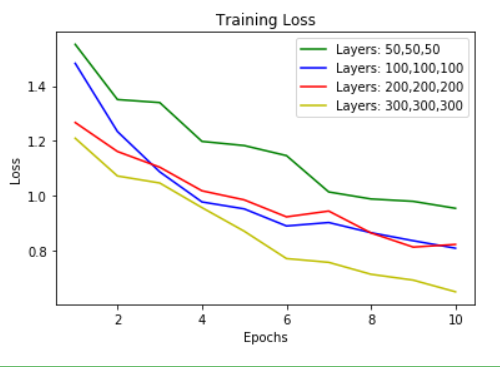 Training Loss
Layers: 50,50,50
Layers: 100,100,100
Layers: 200,200,200
Layers: 300,300,300
1.4
1.2
1.0
0.8
Loss
2 4 6 8 10
Epochs